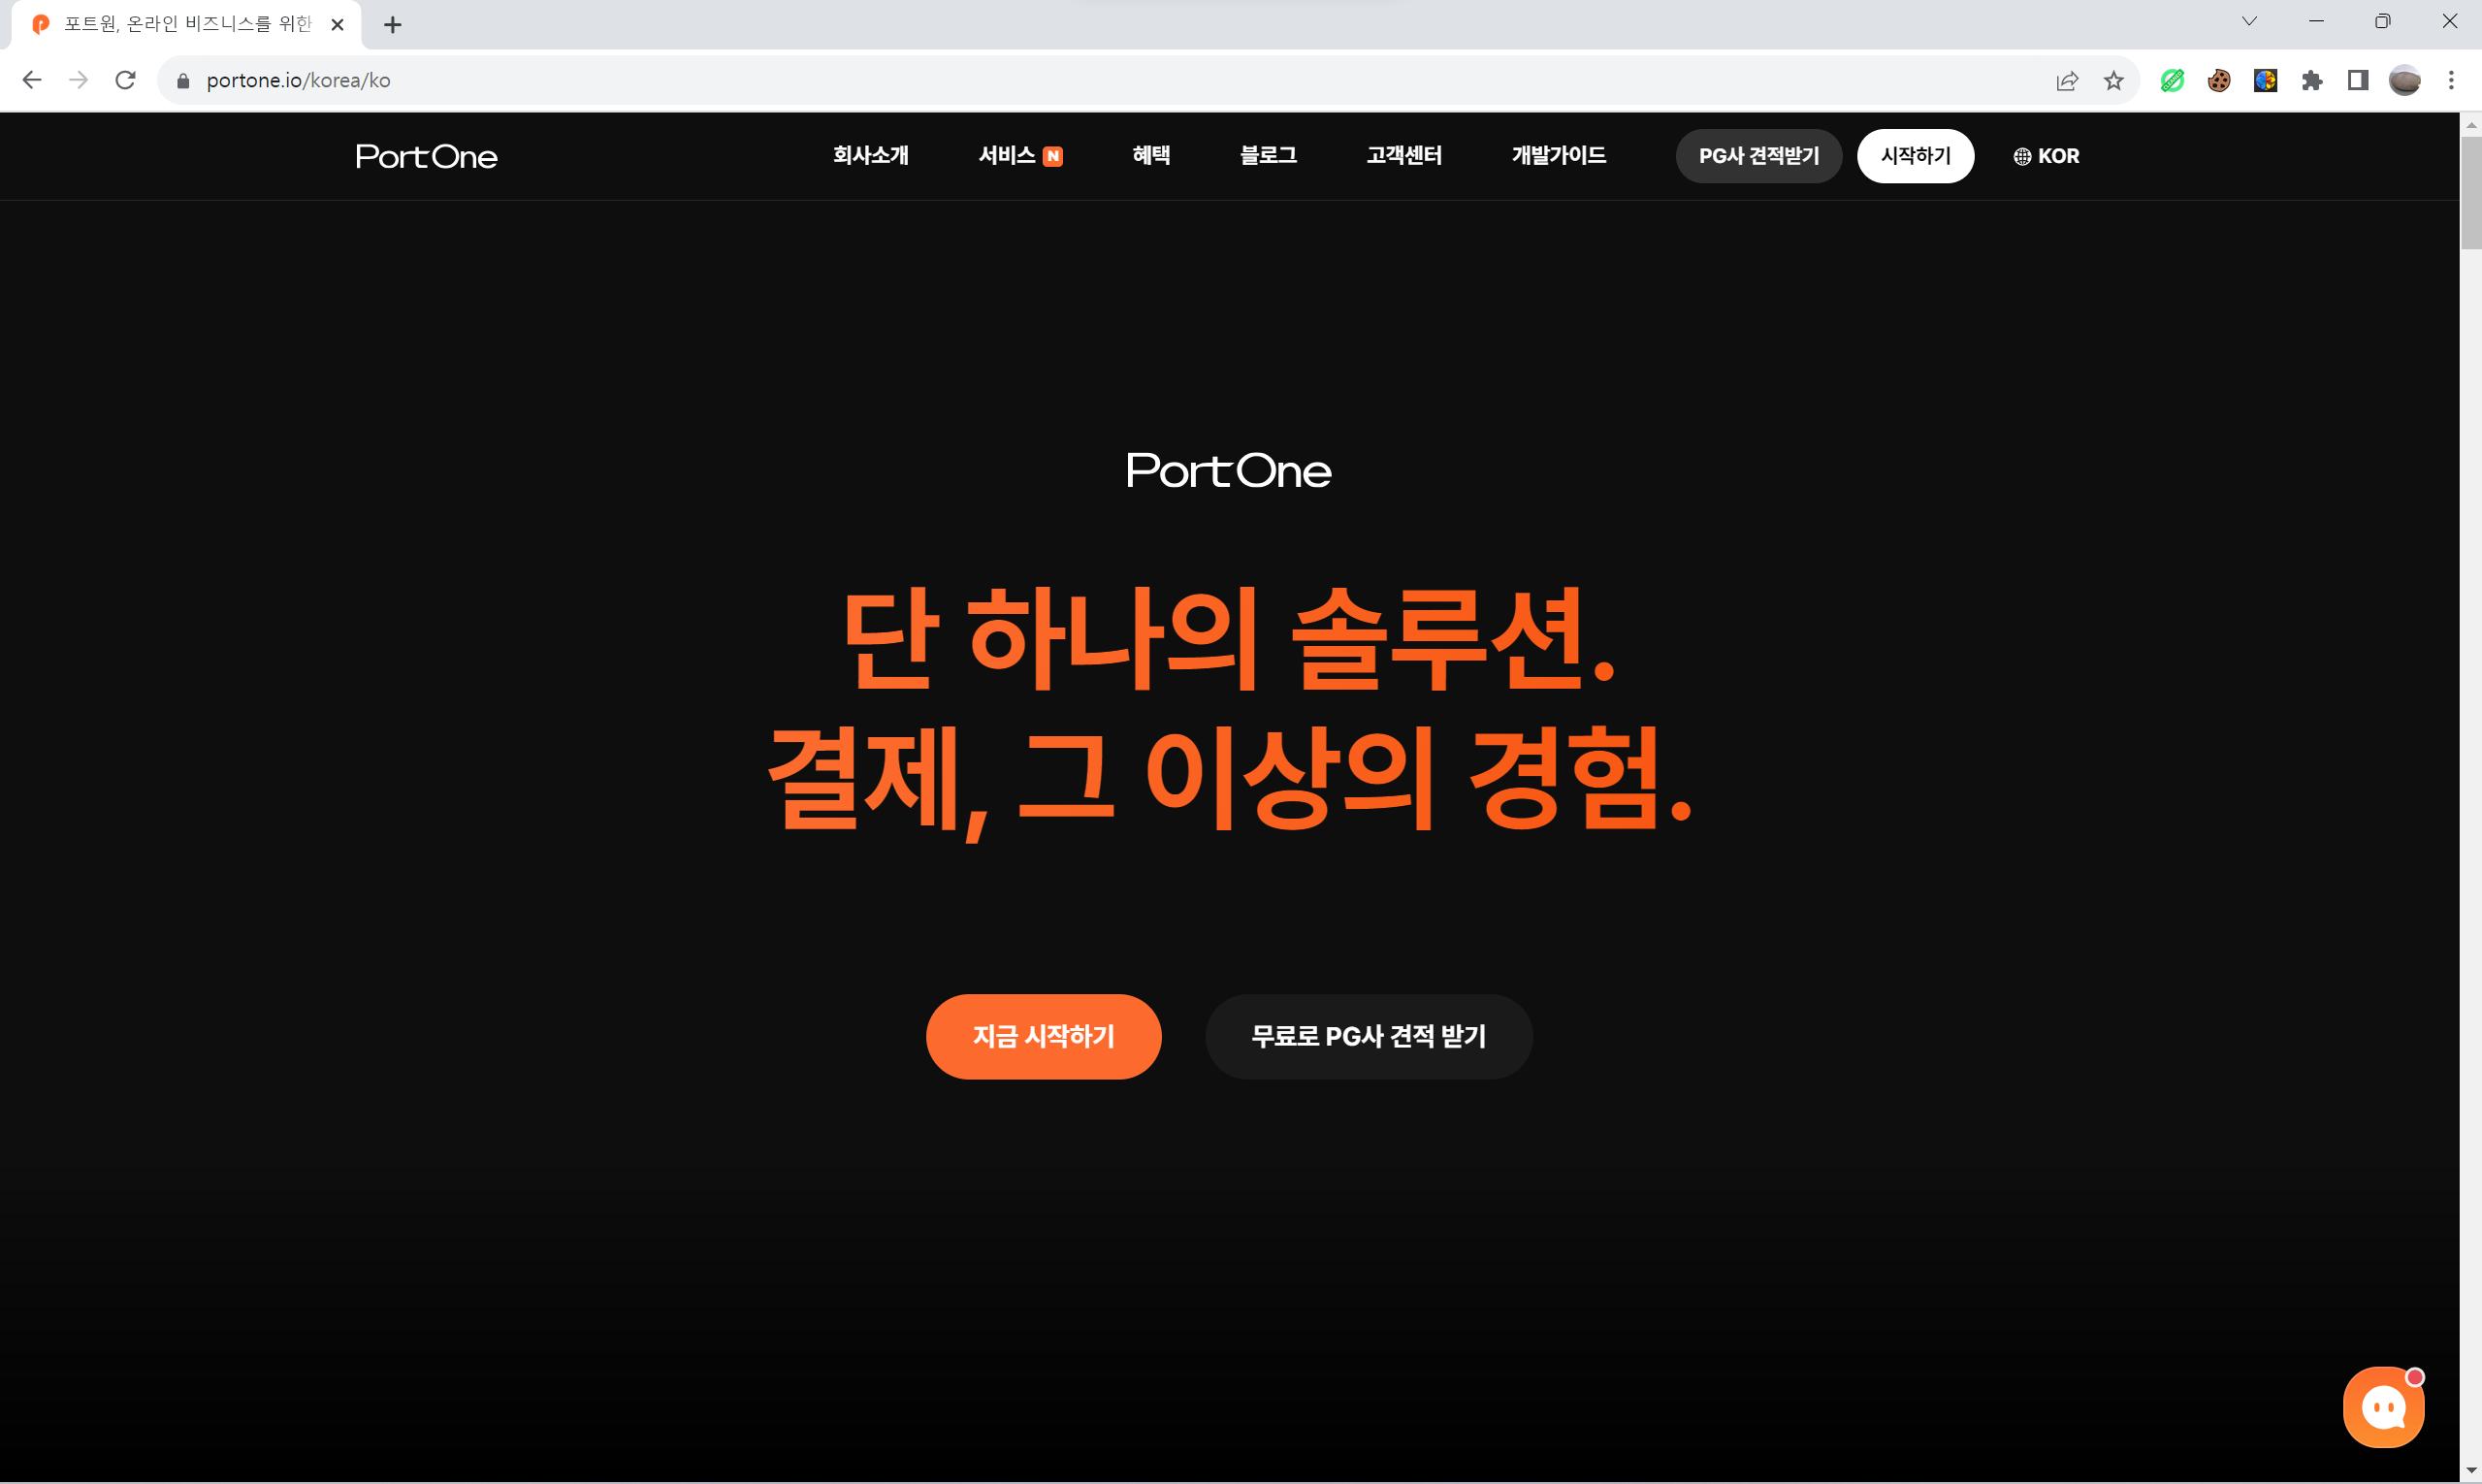 포트원, 온라인 비즈니스를 위한
portone.io/korea/ko
PortOne
회사소개
서비스 N
혜택
블로그
고객센터
개발가이드
PG사 견적받기
시작하기
KOR
PortOne
단 하나의 솔루션.
결제, 그 이상의 경험.
지금 시작하기
무료로 PG사 견적 받기